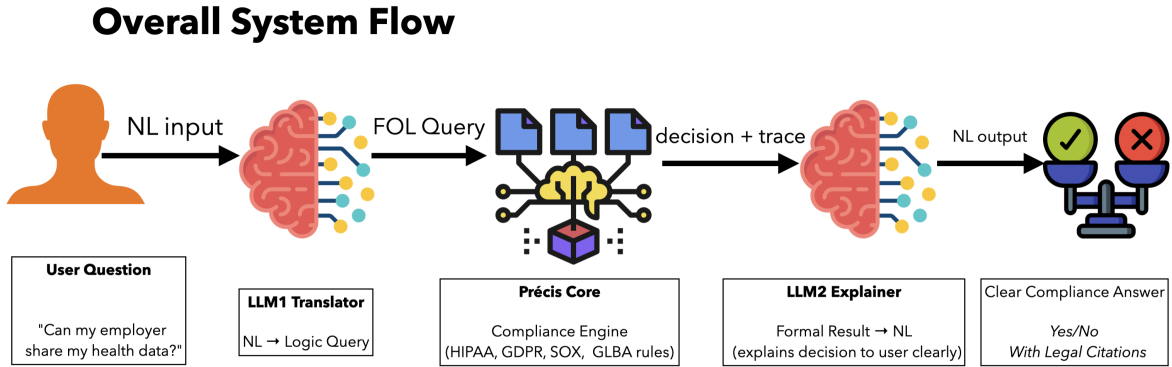 Overall System Flow
NL input
FOL Query
decision + trace
NL output
User Question
"Can my employer
share my health data?"
LLM1 Translator
NL → Logic Query
Précis Core
Compliance Engine
(HIPAA, GDPR, SOX, GLBA rules)
LLM2 Explainer
Formal Result → NL
(explains decision to user clearly)
Clear Compliance Answer
Yes/No
With Legal Citations